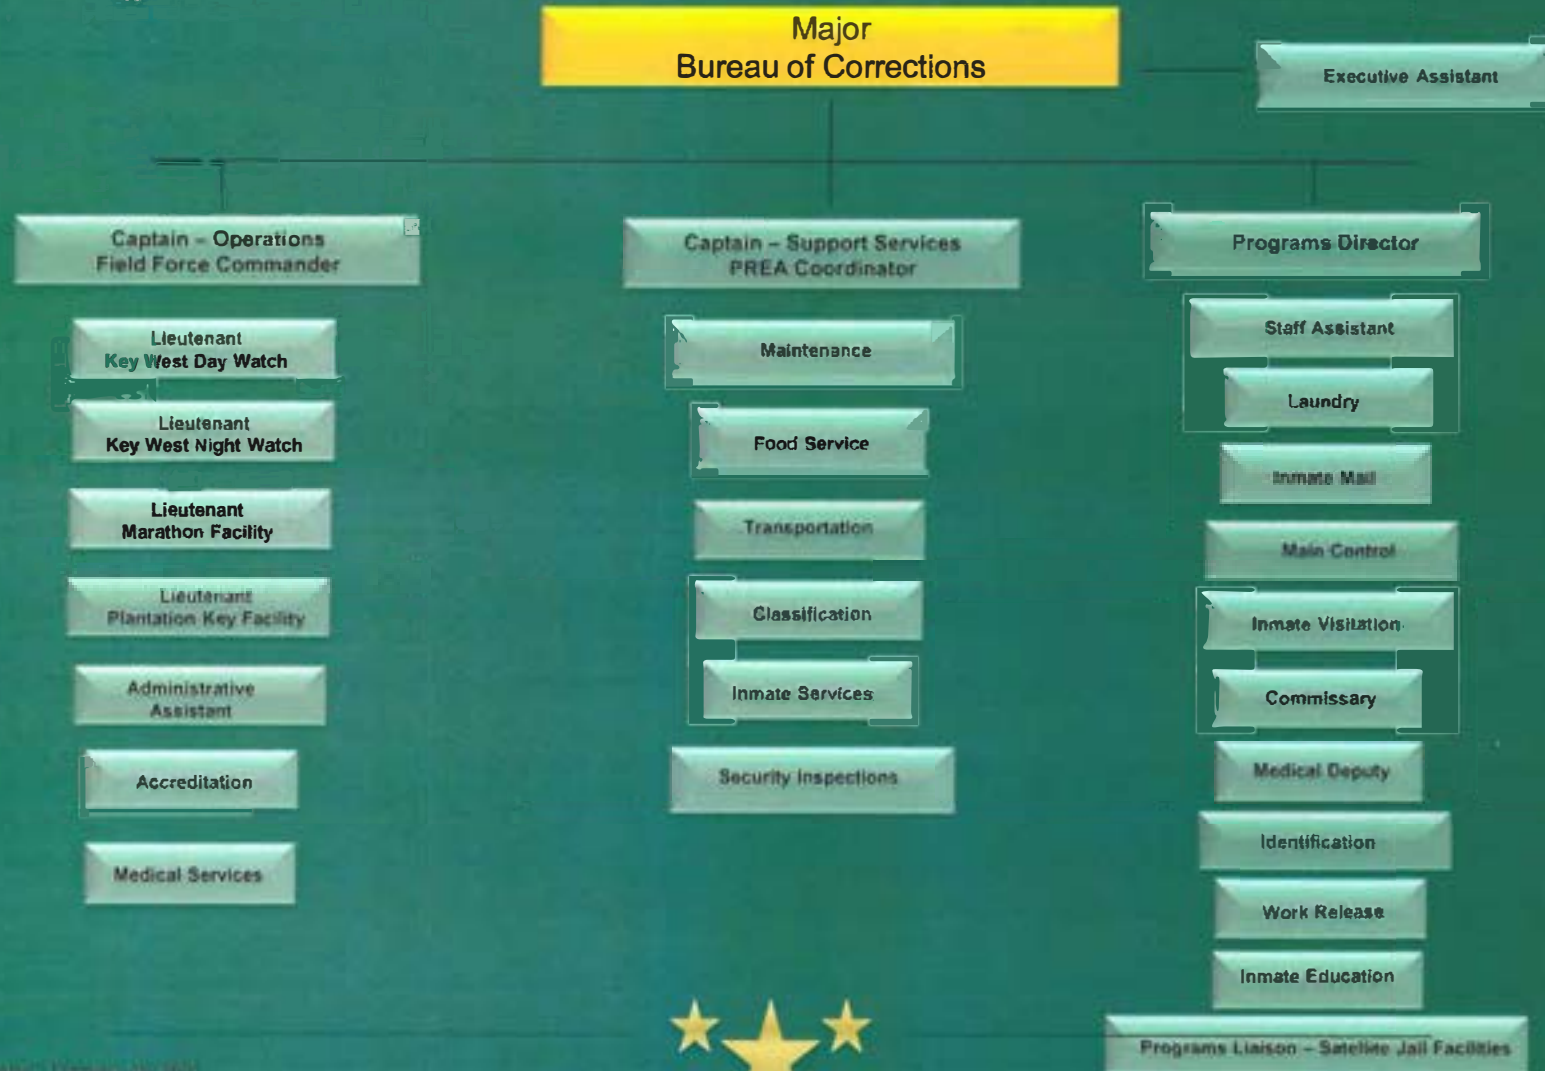 Major
Bureau of Corrections
Executive Assistant
Captain – Operations
Field Force Commander
Lieutenant
Key West Day Watch
Lieutenant
Key West Night Watch
Lieutenant
Marathon Facility
Lieutenant
Plantation Key Facility
Administrative
Assistant
Accreditation
Medical Services
Captain – Support Services
PREA Coordinator
Maintenance
Food Service
Transportation
Classification
Inmate Services
Security Inspections
Programs Director
Staff Assistant
Laundry
Inmate Mail
Main Control
Inmate Visitation
Commissary
Medical Deputy
Identification
Work Release
Inmate Education
Programs Liaison – Satellite Jail Facilities